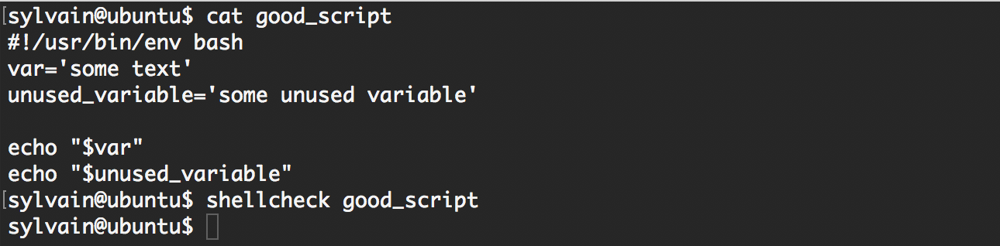 [sylvain@ubuntu$ cat good_script
#!/usr/bin/env bash
var='some text'
unused_variable='some unused variable'
echo "$var"
echo "$unused_variable"
[sylvain@ubuntu$ shellcheck good_script
sylvain@ubuntu$